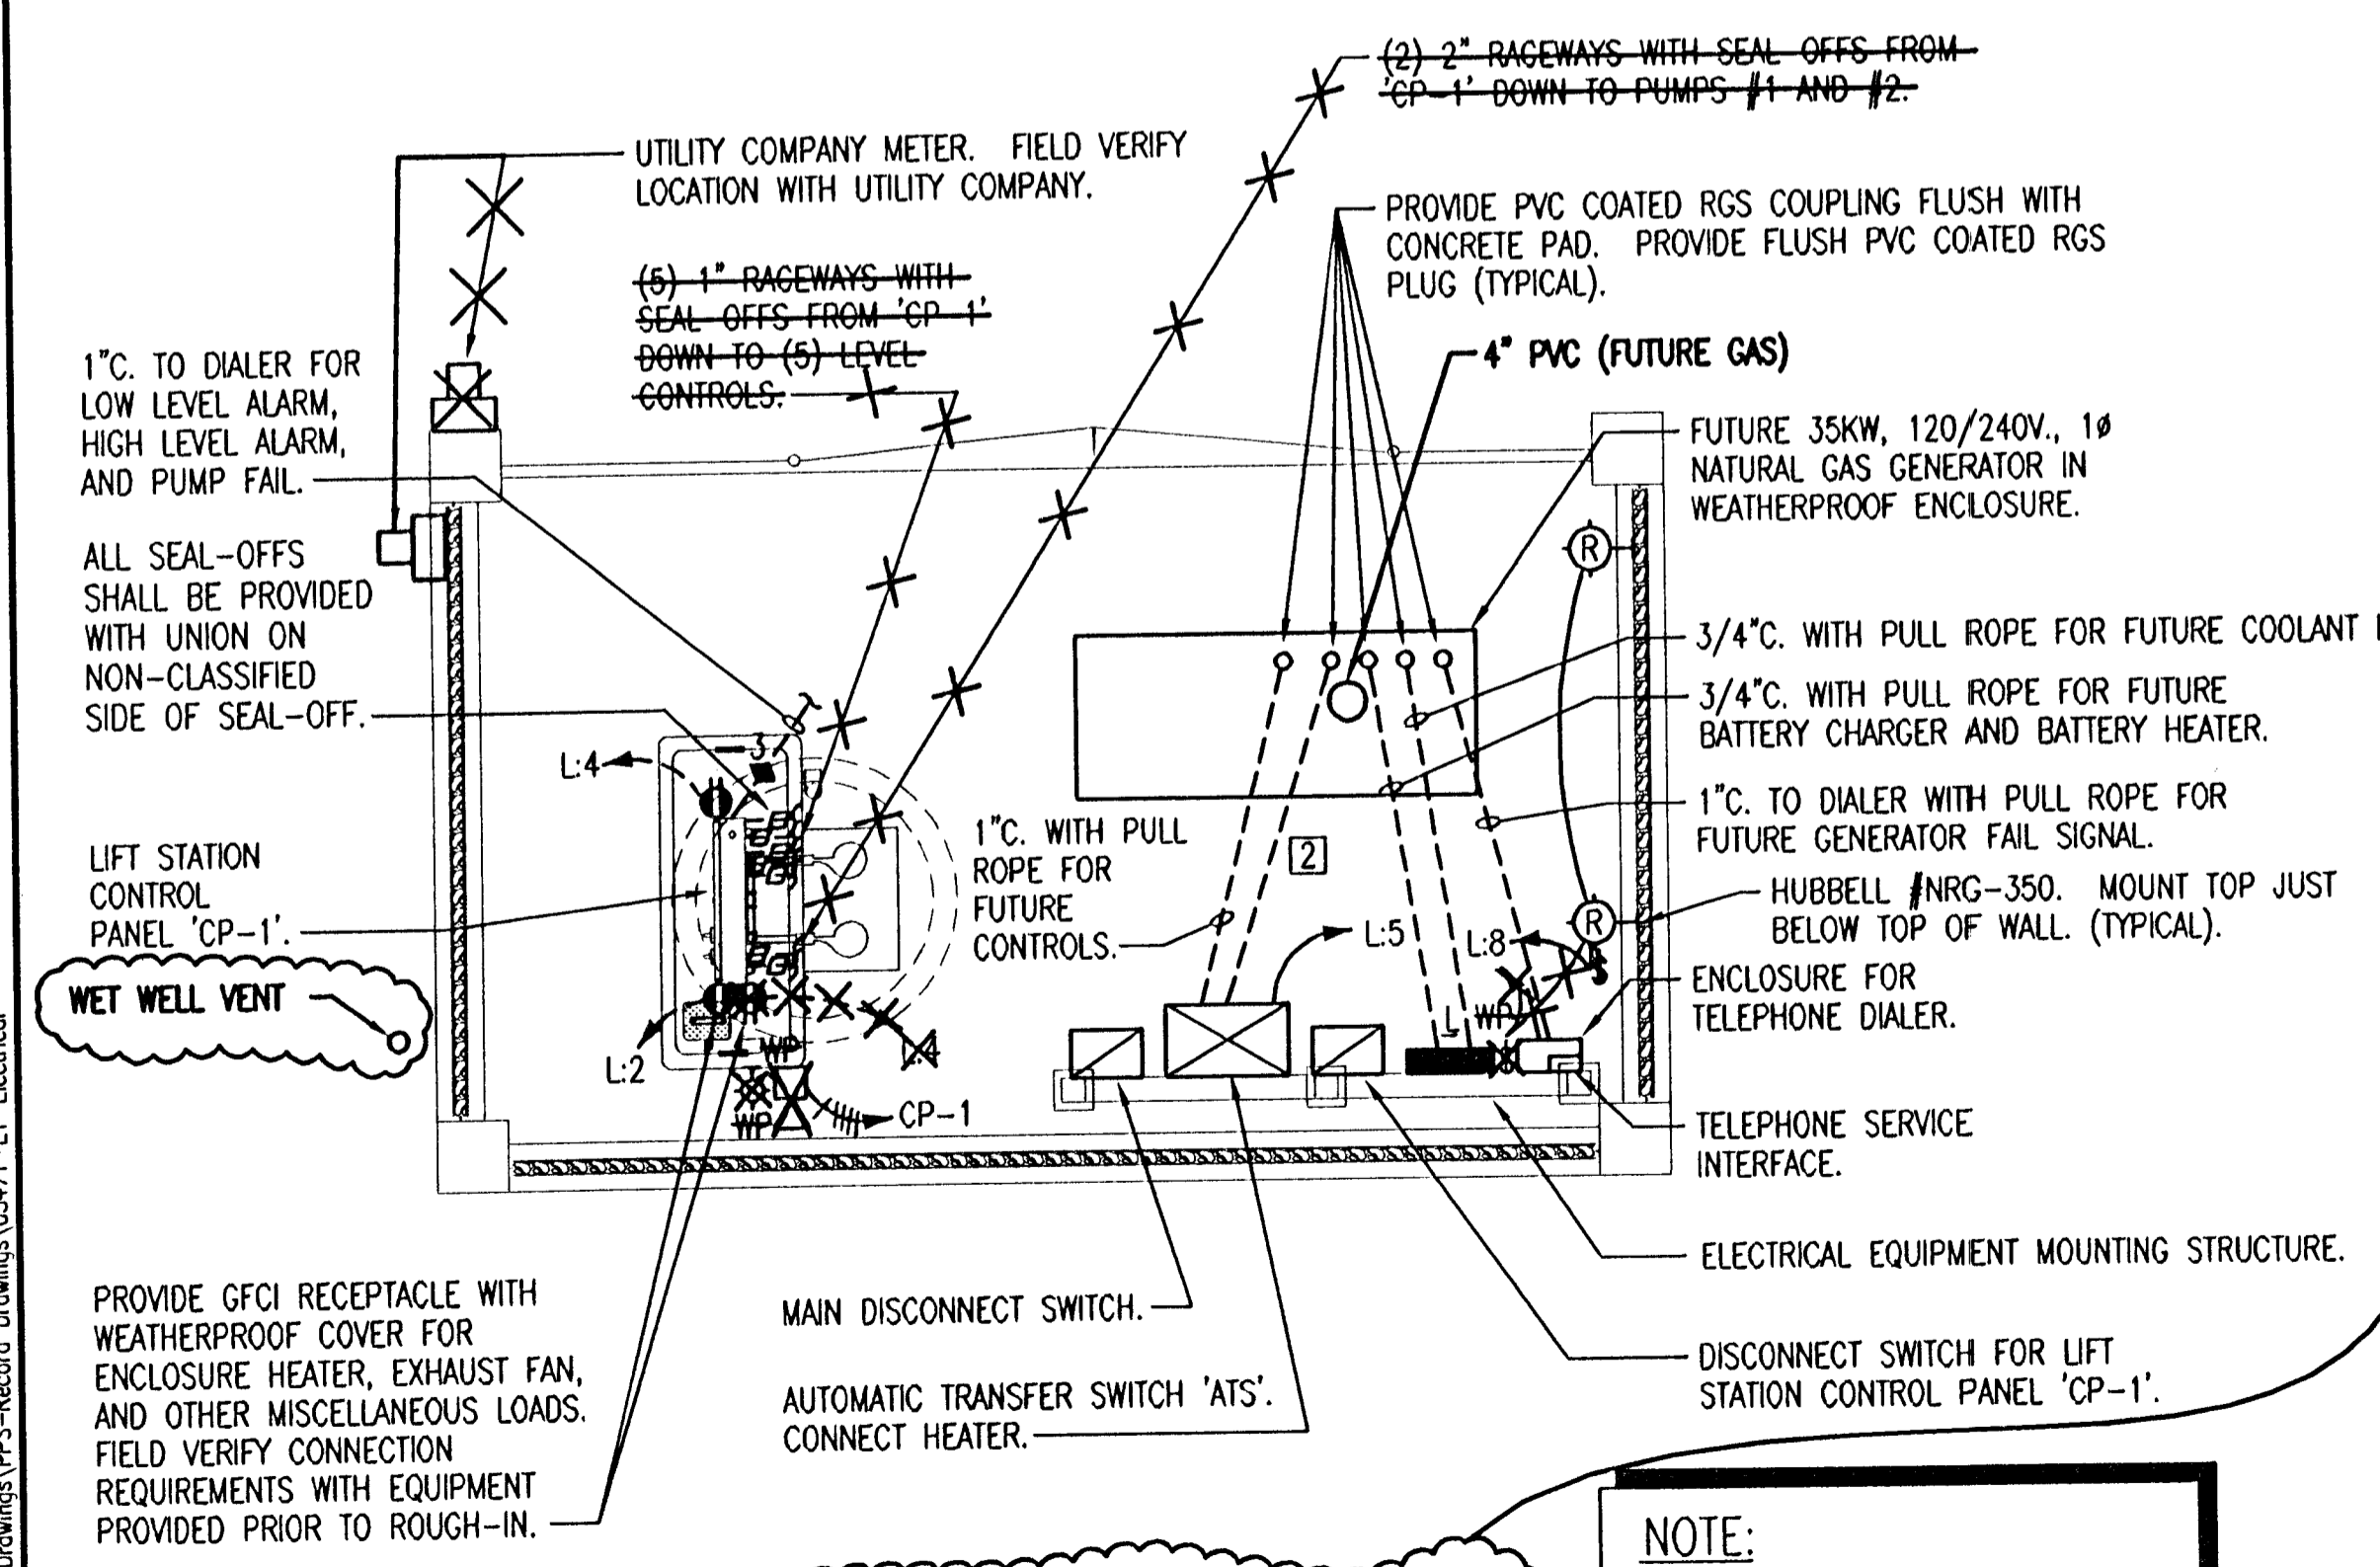 (2) 2" RACEWAYS WITH SEAL OFFS FROM
'CP-1' DOWN TO PUMPS #1 AND #2.
UTILITY COMPANY METER. FIELD VERIFY
LOCATION WITH UTILITY COMPANY.
PROVIDE PVC COATED RGS COUPLING FLUSH WITH
CONCRETE PAD. PROVIDE FLUSH PVC COATED RGS
PLUG (TYPICAL).
(5) 1" RACEWAYS WITH
SEAL OFFS FROM 'CP-1'
DOWN TO (5) LEVEL
CONTROLS.
4" PVC (FUTURE GAS)
1"C. TO DIALER FOR
LOW LEVEL ALARM,
HIGH LEVEL ALARM,
AND PUMP FAIL.
FUTURE 35KW, 120/240V., 1ø
NATURAL GAS GENERATOR IN
WEATHERPROOF ENCLOSURE.
ALL SEAL-OFFS
SHALL BE PROVIDED
WITH UNION ON
NON-CLASSIFIED
SIDE OF SEAL-OFF.
R
3/4"C. WITH PULL ROPE FOR FUTURE COOLANT
3/4"C. WITH PULL ROPE FOR FUTURE
BATTERY CHARGER AND BATTERY HEATER.
3
L:4
1"C. TO DIALER WITH PULL ROPE FOR
FUTURE GENERATOR FAIL SIGNAL.
LIFT STATION
CONTROL
PANEL 'CP-1'.
1"C. WITH PULL
ROPE FOR
FUTURE
CONTROLS.
2
HUBBELL #NRG-350. MOUNT TOP JUST
BELOW TOP OF WALL. (TYPICAL).
R
L:5
L:8
WET WELL VENT
ENCLOSURE FOR
TELEPHONE DIALER.
L
WP
L:2
WP
L:4
WP
CP-1
TELEPHONE SERVICE
INTERFACE.
ELECTRICAL EQUIPMENT MOUNTING STRUCTURE.
PROVIDE GFCI RECEPTACLE WITH
WEATHERPROOF COVER FOR
ENCLOSURE HEATER, EXHAUST FAN,
AND OTHER MISCELLANEOUS LOADS.
FIELD VERIFY CONNECTION
REQUIREMENTS WITH EQUIPMENT
PROVIDED PRIOR TO ROUGH-IN.
MAIN DISCONNECT SWITCH.
AUTOMATIC TRANSFER SWITCH 'ATS'.
CONNECT HEATER.
DISCONNECT SWITCH FOR LIFT
STATION CONTROL PANEL 'CP-1'.
NOTE: